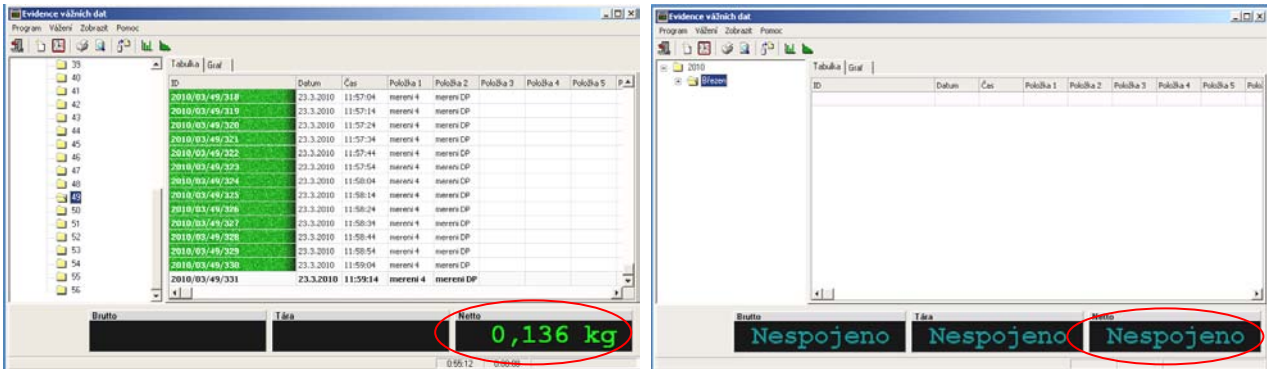 Evidence vážních dat
Program Vážení Zobrazit Pomoc
39
40
41
42
43
44
45
46
47
48
49
50
51
52
53
54
55
56
Tabulka Graf
ID Datum Čas Položka 1 Položka 2 Položka 3 Položka 4 Položka 5 P
2010/03/49/318 23.3.2010 11:57:04 mereni 4 mereni DP
2010/03/49/319 23.3.2010 11:57:14 mereni 4 mereni DP
2010/03/49/320 23.3.2010 11:57:24 mereni 4 mereni DP
2010/03/49/321 23.3.2010 11:57:34 mereni 4 mereni DP
2010/03/49/322 23.3.2010 11:57:44 mereni 4 mereni DP
2010/03/49/323 23.3.2010 11:57:54 mereni 4 mereni DP
2010/03/49/324 23.3.2010 11:58:04 mereni 4 mereni DP
2010/03/49/325 23.3.2010 11:58:14 mereni 4 mereni DP
2010/03/49/326 23.3.2010 11:58:24 mereni 4 mereni DP
2010/03/49/327 23.3.2010 11:58:34 mereni 4 mereni DP
2010/03/49/328 23.3.2010 11:58:44 mereni 4 mereni DP
2010/03/49/329 23.3.2010 11:58:54 mereni 4 mereni DP
2010/03/49/330 23.3.2010 11:59:04 mereni 4 mereni DP
2010/03/49/331 23.3.2010 11:59:14 mereni 4 mereni DP
Brutto Tára Netto
0,136 kg
0:55:12 0:00:08
Evidence vážních dat
Program Vážení Zobrazit Pomoc
2010
Březen
Tabulka Graf
ID Datum Čas Položka 1 Položka 2 Položka 3 Položka 4 Položka 5 Polo
Brutto Tára Netto
Nespojeno Nespojeno Nespojeno